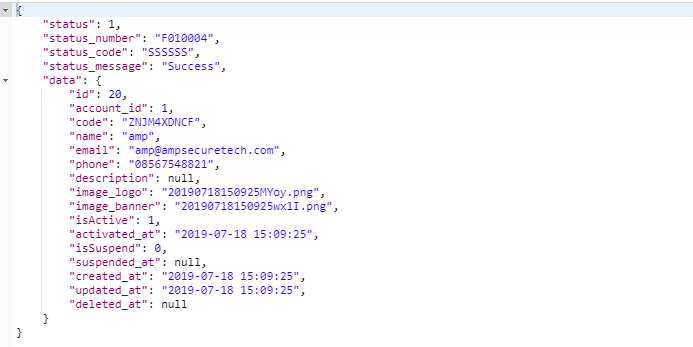 {
    "status": 1,
    "status_number": "F010004",
    "status_code": "SSSSSS",
    "status_message": "Success",
    "data": {
        "id": 20,
        "account_id": 1,
        "code": "ZNJM4XDNCF",
        "name": "amp",
        "email": "amp@ampsecuretech.com",
        "phone": "08567548821",
        "description": null,
        "image_logo": "20190718150925MYoy.png",
        "image_banner": "20190718150925wx1I.png",
        "isActive": 1,
        "activated_at": "2019-07-18 15:09:25",
        "isSuspend": 0,
        "suspended_at": null,
        "created_at": "2019-07-18 15:09:25",
        "updated_at": "2019-07-18 15:09:25",
        "deleted_at": null
    }
}